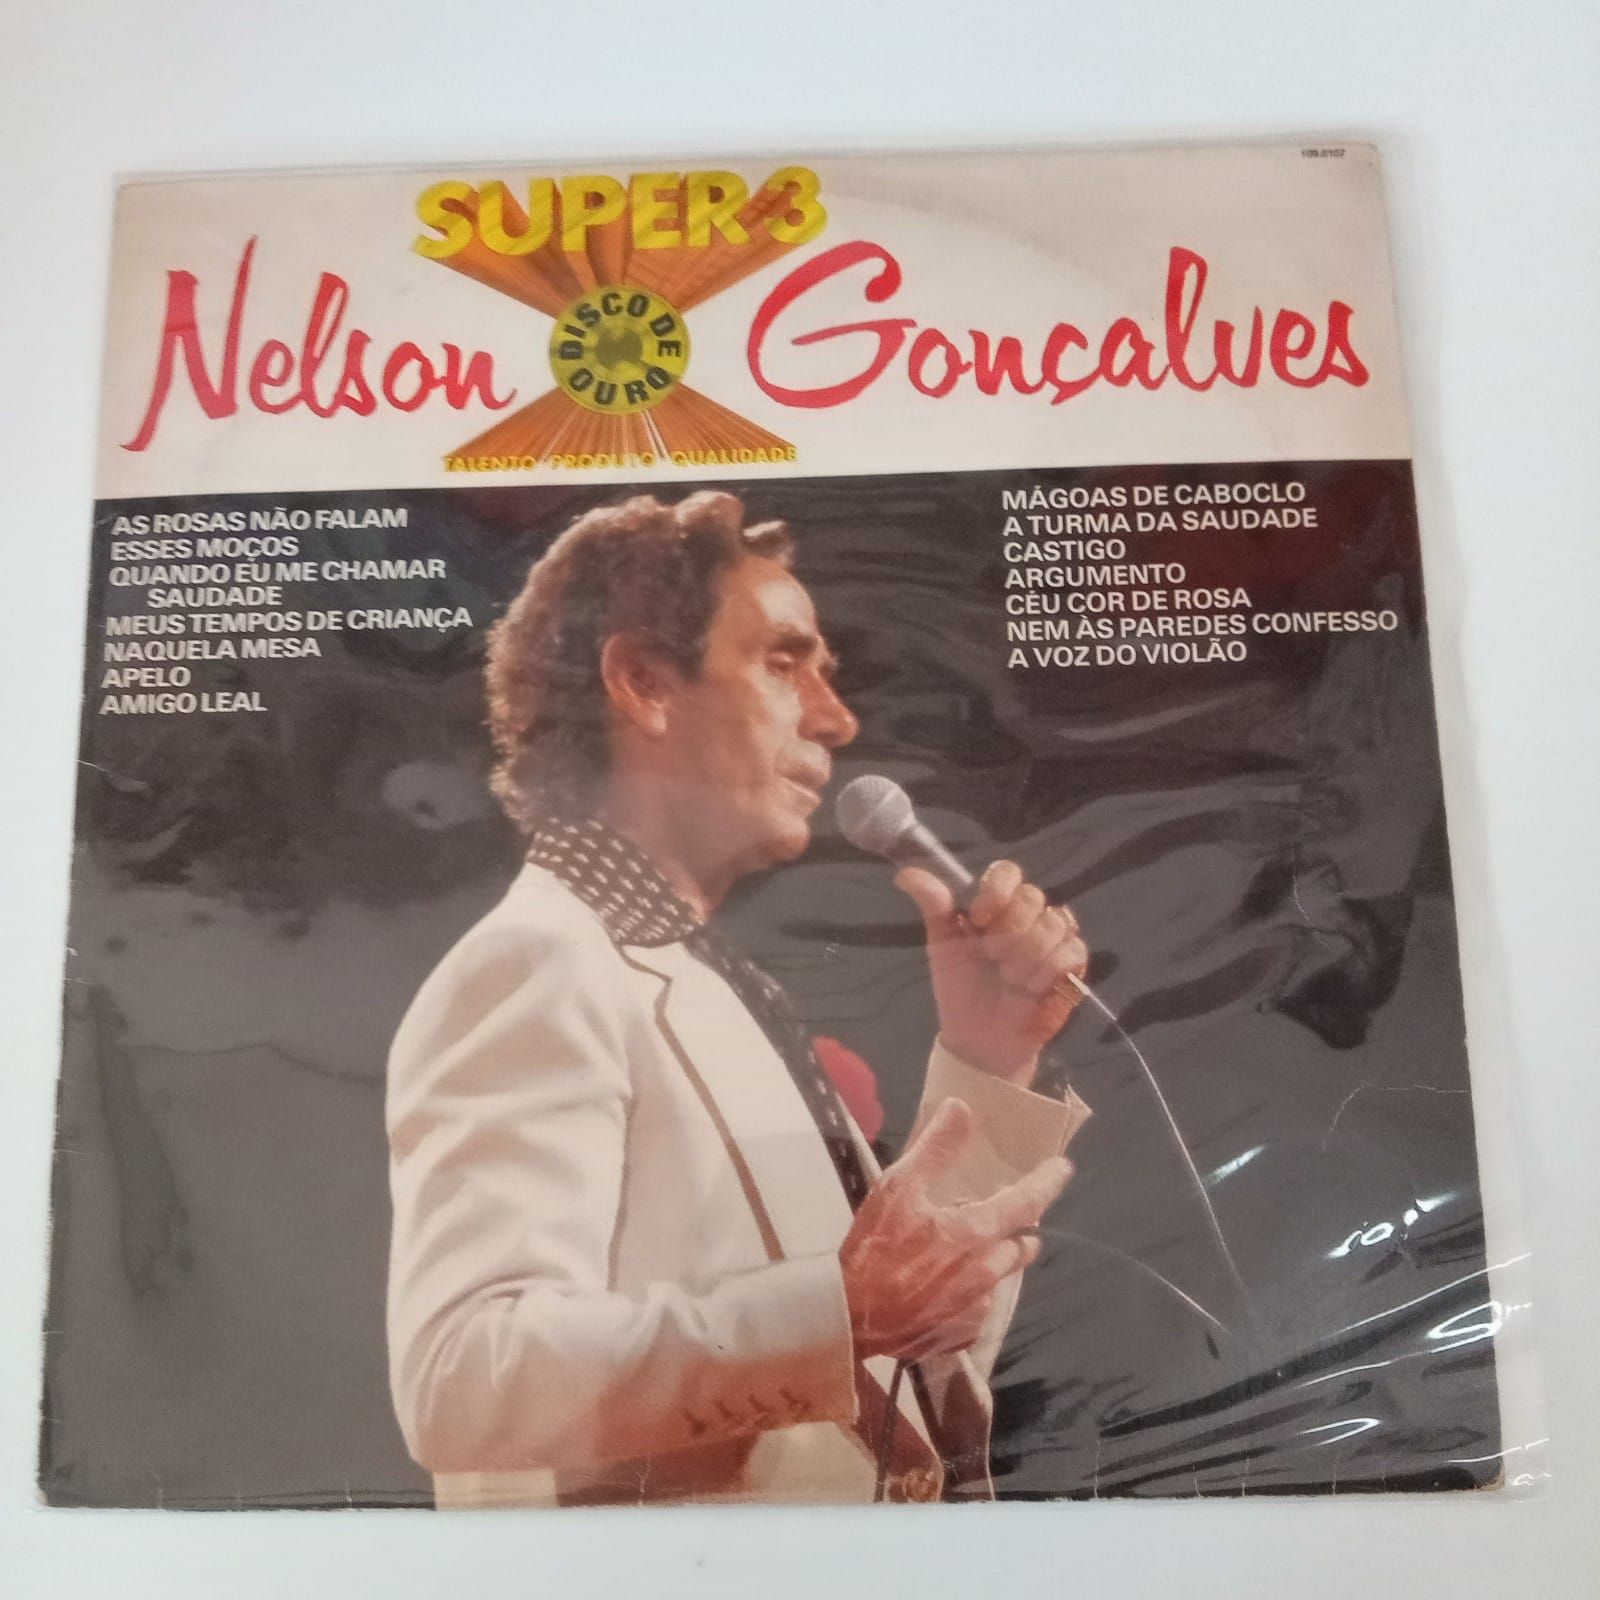 109.0107
SUPER 3
Nelson Gonçalves
DISCO DE OURO
TALENTO PRODUTO QUALIDADE
AS ROSAS NÃO FALAM
ESSES MOÇOS
QUANDO EU ME CHAMAR
SAUDADE
MEUS TEMPOS DE CRIANÇA
NAQUELA MESA
APELO
AMIGO LEAL
MÁGOAS DE CABOCLO
A TURMA DA SAUDADE
CASTIGO
ARGUMENTO
CÉU COR DE ROSA
NEM ÀS PAREDES CONFESSO
A VOZ DO VIOLÃO